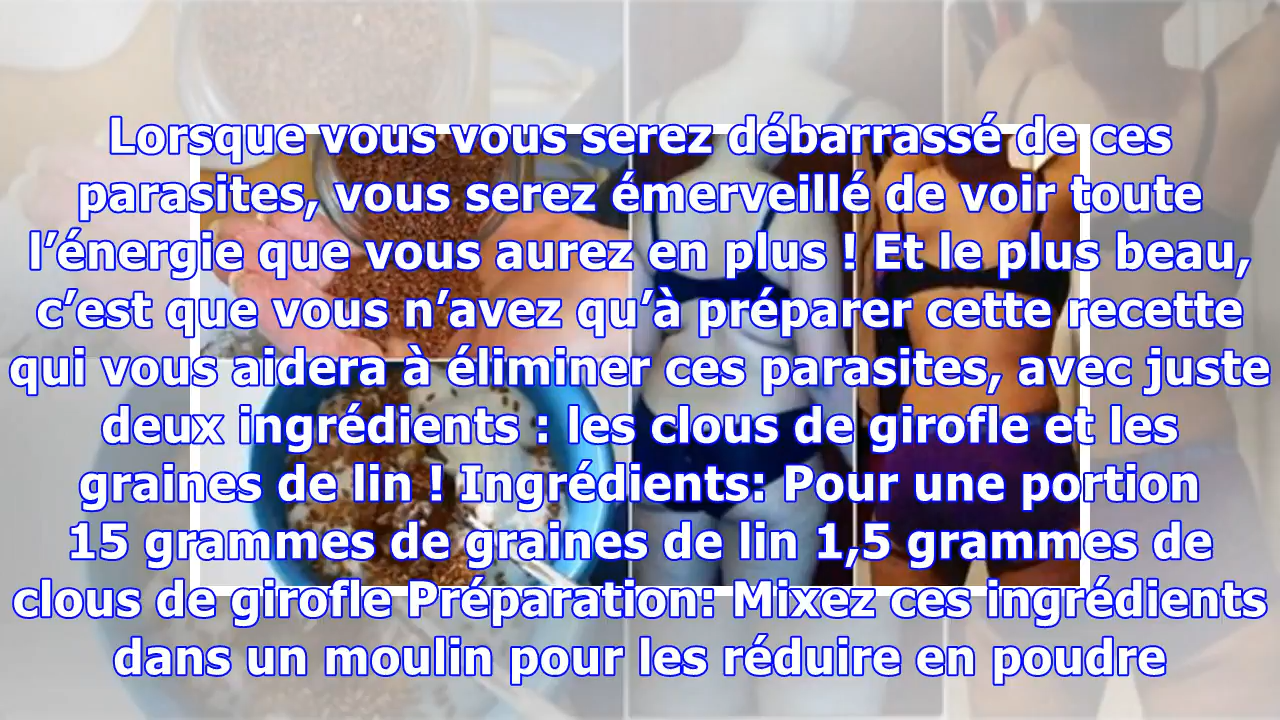 Lorsque vous vous serez débarrassé de ces
parasites, vous serez émerveillé de voir toute
l’énergie que vous aurez en plus ! Et le plus beau,
c’est que vous n’avez qu’à préparer cette recette
qui vous aidera à éliminer ces parasites, avec juste
deux ingrédients : les clous de girofle et les
graines de lin ! Ingrédients: Pour une portion
15 grammes de graines de lin 1,5 grammes de
clous de girofle Préparation: Mixez ces ingrédients
dans un moulin pour les réduire en poudre